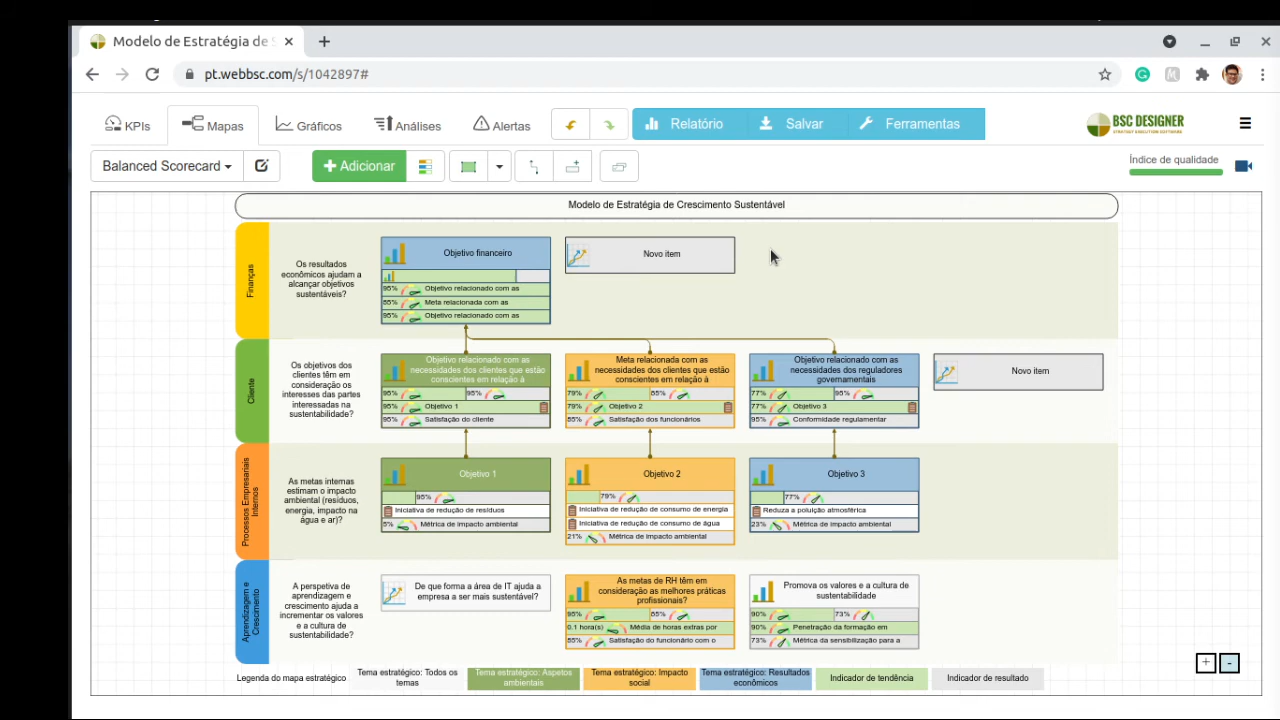 Modelo de Estratégia de S
pt.webbsc.com/s/1042897#
KPIs
Mapas
Gráficos
Análises
Alertas
Relatório
Salvar
Ferramentas
BSC DESIGNER
STRATEGY EXECUTION SOFTWARE
Balanced Scorecard
Adicionar
Índice de qualidade
Modelo de Estratégia de Crescimento Sustentável
Finanças
Os resultados
económicos ajudam a
alcançar objetivos
sustentáveis?
Objetivo financeiro
95% Objetivo relacionado com as
85% Meta relacionada com as
95% Objetivo relacionado com as
Novo item
Cliente
Os objetivos dos
clientes têm em
consideração os
interesses das partes
interessadas na
sustentabilidade?
Objetivo relacionado com as
necessidades dos clientes que estão
conscientes em relação à
95% 95%
95% Objetivo 1
95% Satisfação do cliente
Meta relacionada com as
necessidades dos clientes que estão
conscientes em relação à
79% 85%
79% Objetivo 2
85% Satisfação dos funcionários
Objetivo relacionado com as
necessidades dos reguladores
governamentais
77% 95%
77% Objetivo 3
95% Conformidade regulamentar
Novo item
Processos Empresariais
Internos
As metas internas
estimam o impacto
ambiental (resíduos,
energia, impacto na
água e ar)?
Objetivo 1
95%
Iniciativa de redução de resíduos
5% Métrica de impacto ambiental
Objetivo 2
79%
Iniciativa de redução de consumo de energia
Iniciativa de redução de consumo de água
21% Métrica de impacto ambiental
Objetivo 3
77%
Reduza a poluição atmosférica
23% Métrica de impacto ambiental
Aprendizagem e
Crescimento
A perspetiva de
aprendizagem e
crescimento ajuda a
incrementar os valores
e a cultura de
sustentabilidade?
De que forma a área de IT ajuda a
empresa a ser mais sustentável?
As metas de RH têm em
consideração as melhores práticas
profissionais?
95% 85%
0.1 hora(s) Média de horas extras por
85% Satisfação do funcionário com o
Promova os valores e a cultura de
sustentabilidade
90% 73%
90% Penetração da formação em
73% Métrica da sensibilização para a
Legenda do mapa estratégico
Tema estratégico: Todos os
temas
Tema estratégico: Aspetos
ambientais
Tema estratégico: Impacto
social
Tema estratégico: Resultados
económicos
Indicador de tendência
Indicador de resultado
+
-